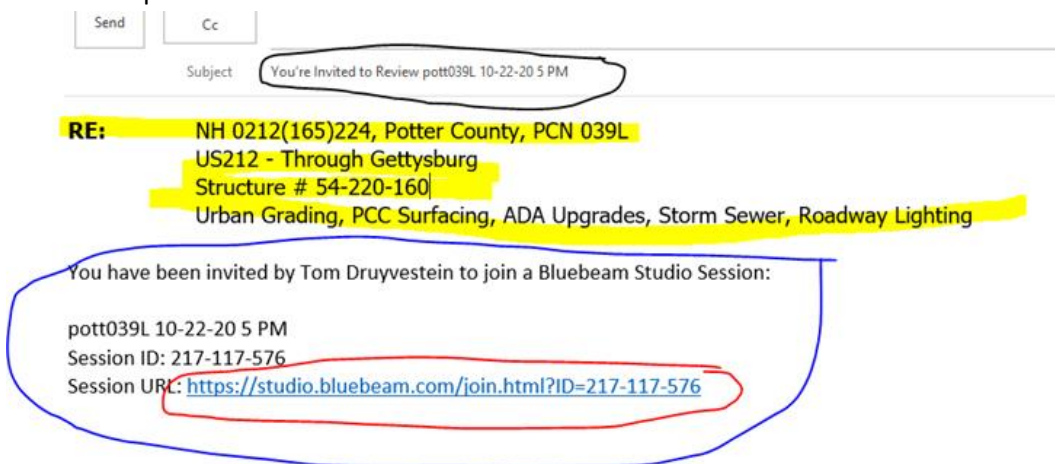 Send Cc
Subject You're Invited to Review pott039L 10-22-20 5 PM
RE: NH 0212(165)224, Potter County, PCN 039L
US212 - Through Gettysburg
Structure # 54-220-160
Urban Grading, PCC Surfacing, ADA Upgrades, Storm Sewer, Roadway Lighting
You have been invited by Tom Druyvestein to join a Bluebeam Studio Session:
pott039L 10-22-20 5 PM
Session ID: 217-117-576
Session URL: https://studio.bluebeam.com/join.html?ID=217-117-576